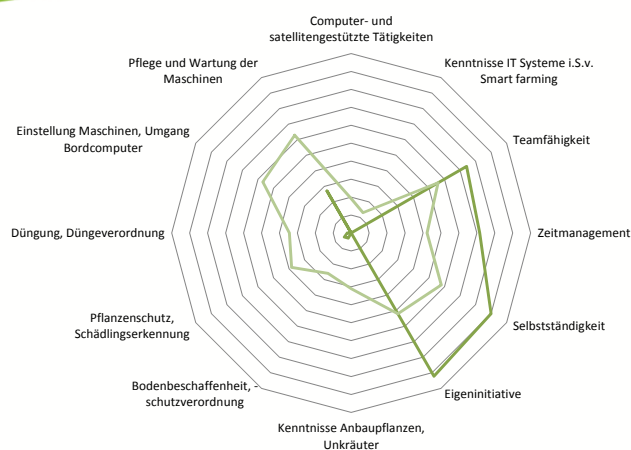 Computer- und
satellitengestützte Tätigkeiten
Kenntnisse IT Systeme i.S.v.
Smart farming
Teamfähigkeit
Zeitmanagement
Selbstständigkeit
Eigeninitiative
Kenntnisse Anbaupflanzen,
Unkräuter
Bodenbeschaffenheit, -
schutzverordnung
Pflanzenschutz,
Schädlingserkennung
Düngung, Düngeverordnung
Einstellung Maschinen, Umgang
Bordcomputer
Pflege und Wartung der
Maschinen